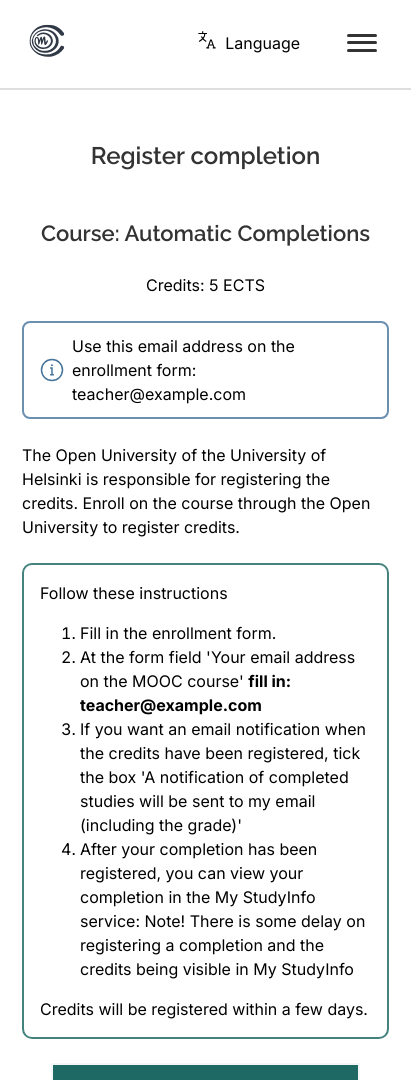 Language
Register completion
Course: Automatic Completions
Credits: 5 ECTS
Use this email address on the
enrollment form:
teacher@example.com
The Open University of the University of
Helsinki is responsible for registering the
credits. Enroll on the course through the Open
University to register credits.
Follow these instructions
1. Fill in the enrollment form.
2. At the form field 'Your email address
on the MOOC course' fill in:
teacher@example.com
3. If you want an email notification when
the credits have been registered, tick
the box 'A notification of completed
studies will be sent to my email
(including the grade)'
4. After your completion has been
registered, you can view your
completion in the My StudyInfo
service: Note! There is some delay on
registering a completion and the
credits being visible in My StudyInfo
Credits will be registered within a few days.